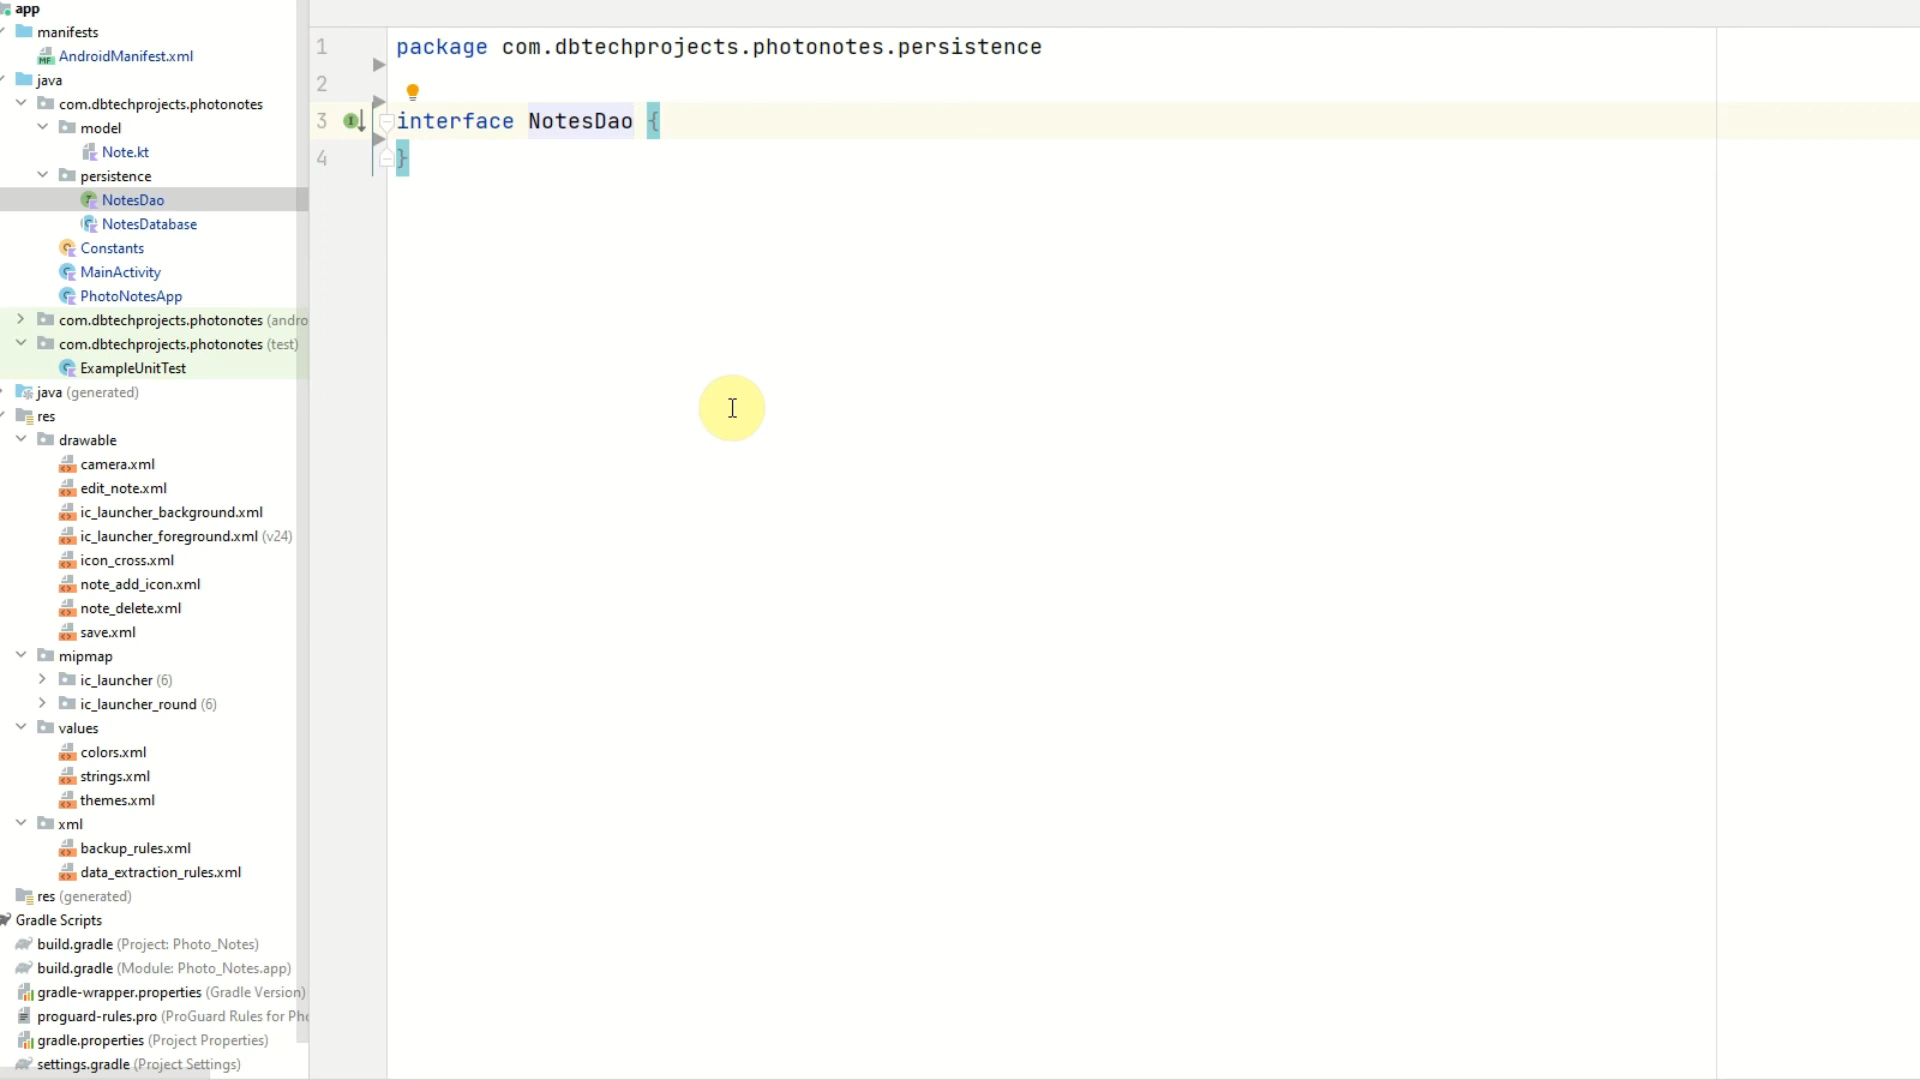 app
manifests
AndroidManifest.xml
java
com.dbtechprojects.photonotes
model
Note.kt
persistence
NotesDao
NotesDatabase
Constants
MainActivity
PhotoNotesApp
com.dbtechprojects.photonotes (andro
com.dbtechprojects.photonotes (test)
ExampleUnitTest
java (generated)
res
drawable
camera.xml
edit_note.xml
ic_launcher_background.xml
ic_launcher_foreground.xml (v24)
icon_cross.xml
note_add_icon.xml
note_delete.xml
save.xml
mipmap
ic_launcher (6)
ic_launcher_round (6)
values
colors.xml
strings.xml
themes.xml
xml
backup_rules.xml
data_extraction_rules.xml
res (generated)
Gradle Scripts
build.gradle (Project: Photo_Notes)
build.gradle (Module: Photo_Notes.app)
gradle-wrapper.properties (Gradle Version)
proguard-rules.pro (ProGuard Rules for Pho
gradle.properties (Project Properties)
settings.gradle (Project Settings)
1 package com.dbtechprojects.photonotes.persistence
2
3 interface NotesDao {
4 }